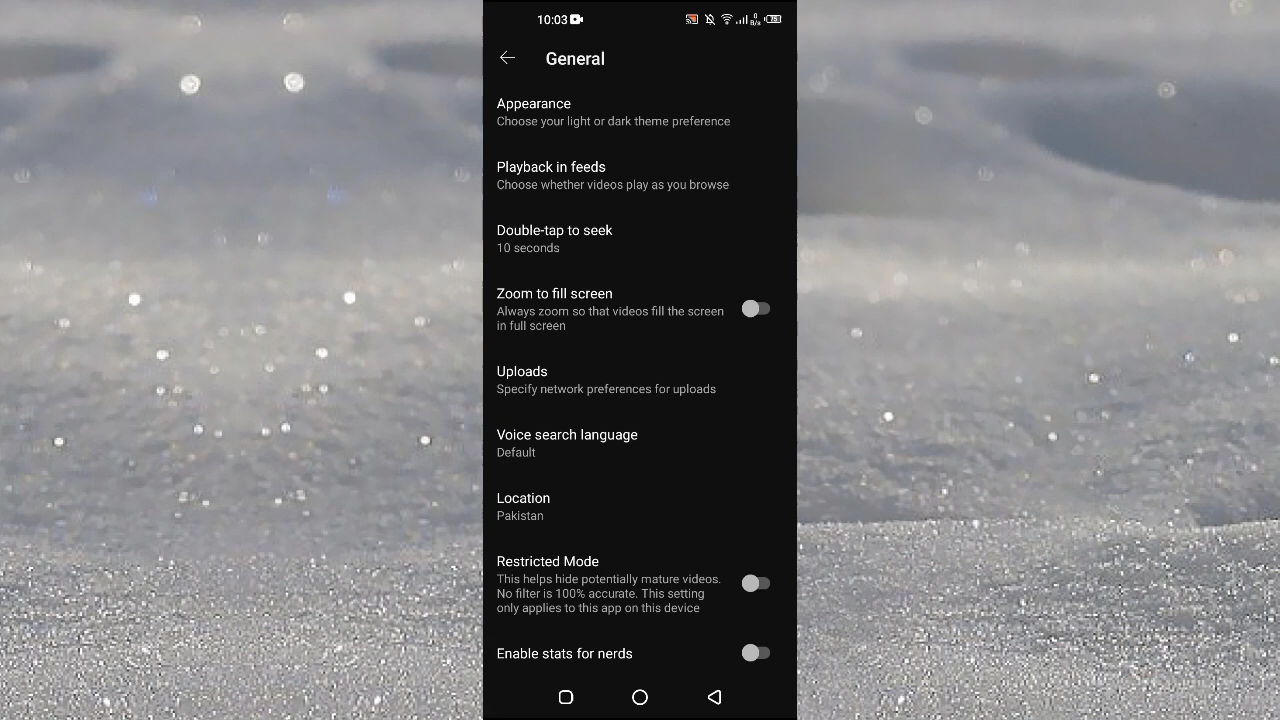 10:03
0
B/s
75
General
Appearance
Choose your light or dark theme preference
Playback in feeds
Choose whether videos play as you browse
Double-tap to seek
10 seconds
Zoom to fill screen
Always zoom so that videos fill the screen
in full screen
Uploads
Specify network preferences for uploads
Voice search language
Default
Location
Pakistan
Restricted Mode
This helps hide potentially mature videos.
No filter is 100% accurate. This setting
only applies to this app on this device
Enable stats for nerds